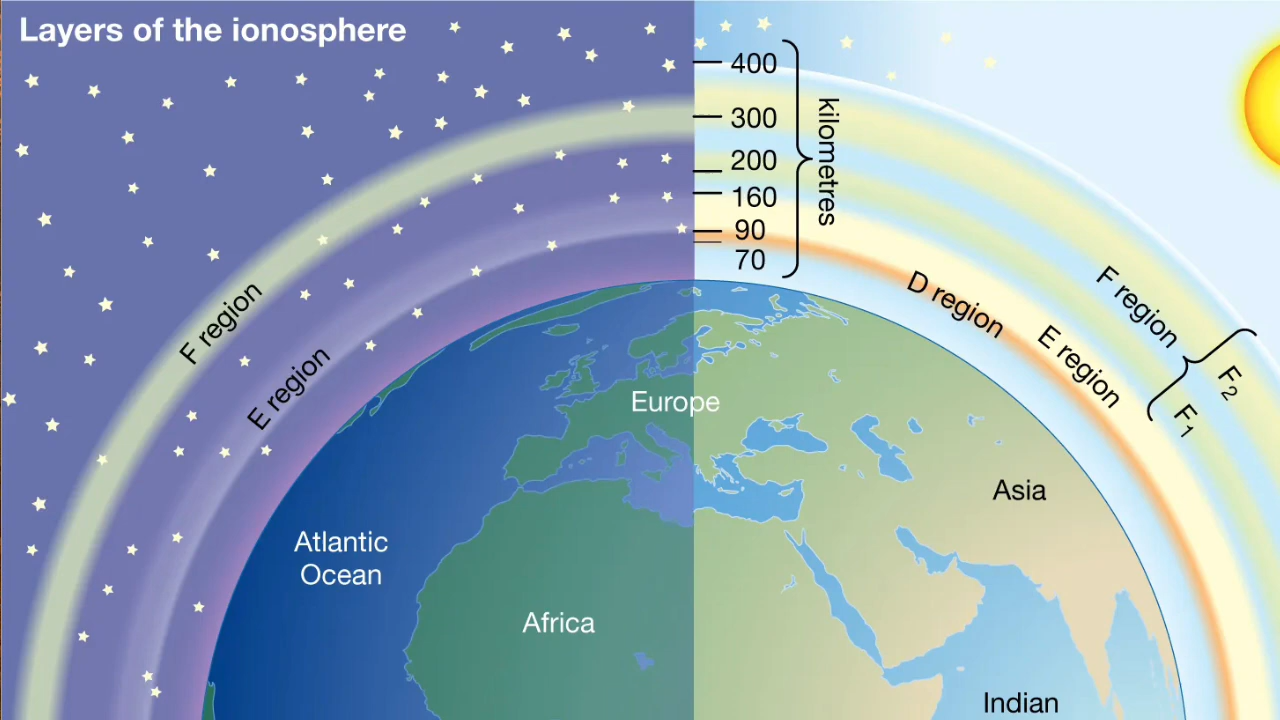 Layers of the ionosphere
400
300
200
160
90
70
kilometres
F region
E region
D region
E region
F region
F2
F1
Europe
Asia
Atlantic
Ocean
Africa
Indian